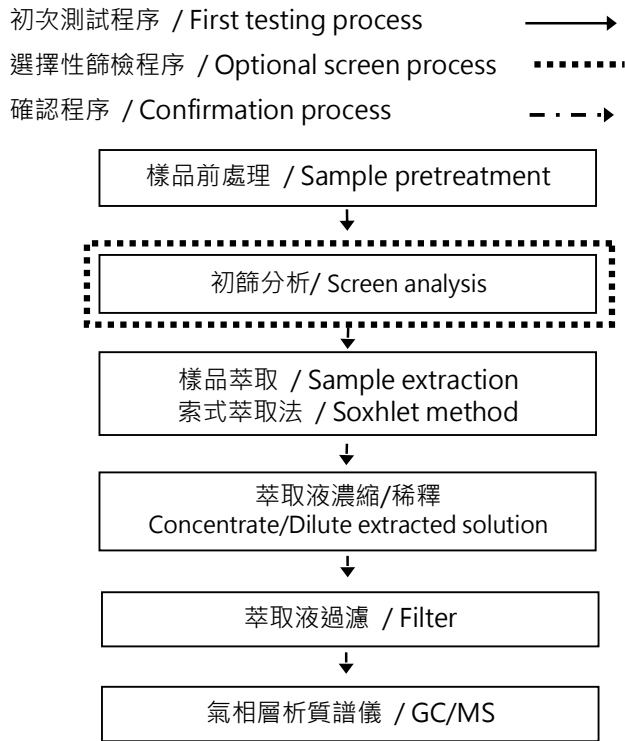 初次測試程序 / First testing process
選擇性篩檢程序 / Optional screen process
確認程序 / Confirmation process
樣品前處理 / Sample pretreatment
初篩分析/ Screen analysis
樣品萃取 / Sample extraction
索式萃取法 / Soxhlet method
萃取液濃縮/稀釋
Concentrate/Dilute extracted solution
萃取液過濾 / Filter
氣相層析質譜儀 / GC/MS